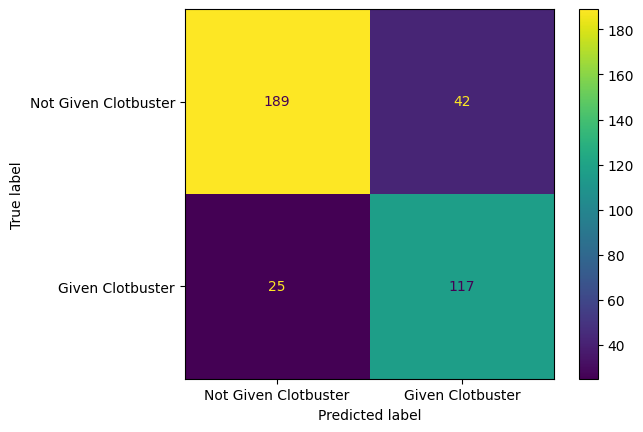 Not Given Clotbuster
189
42
Given Clotbuster
25
117
Not Given Clotbuster
Given Clotbuster
Predicted label
True label
180
160
140
120
100
80
60
40